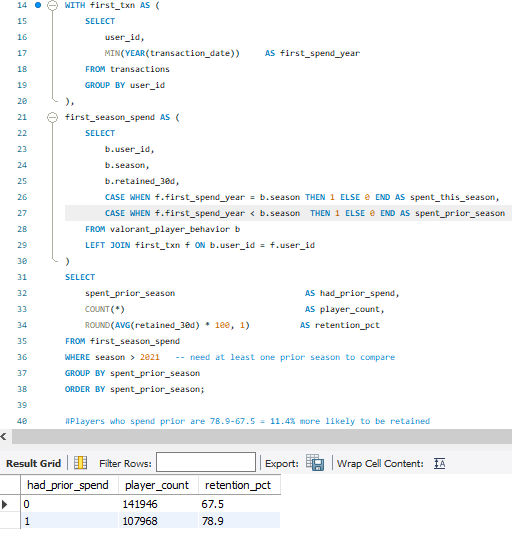 14 WITH first_txn AS (
15 SELECT
16 user_id,
17 MIN(YEAR(transaction_date)) AS first_spend_year
18 FROM transactions
19 GROUP BY user_id
20 ),
21 first_season_spend AS (
22 SELECT
23 b.user_id,
24 b.season,
25 b.retained_30d,
26 CASE WHEN f.first_spend_year = b.season THEN 1 ELSE 0 END AS spent_this_season,
27 CASE WHEN f.first_spend_year < b.season THEN 1 ELSE 0 END AS spent_prior_season
28 FROM valorant_player_behavior b
29 LEFT JOIN first_txn f ON b.user_id = f.user_id
30 )
31 SELECT
32 spent_prior_season AS had_prior_spend,
33 COUNT(*) AS player_count,
34 ROUND(AVG(retained_30d) * 100, 1) AS retention_pct
35 FROM first_season_spend
36 WHERE season > 2021 -- need at least one prior season to compare
37 GROUP BY spent_prior_season
38 ORDER BY spent_prior_season;
39
40 #Players who spend prior are 78.9-67.5 = 11.4% more likely to be retained
Result Grid Filter Rows: Export: Wrap Cell Content: IA
had_prior_spend player_count retention_pct
0 141946 67.5
1 107968 78.9